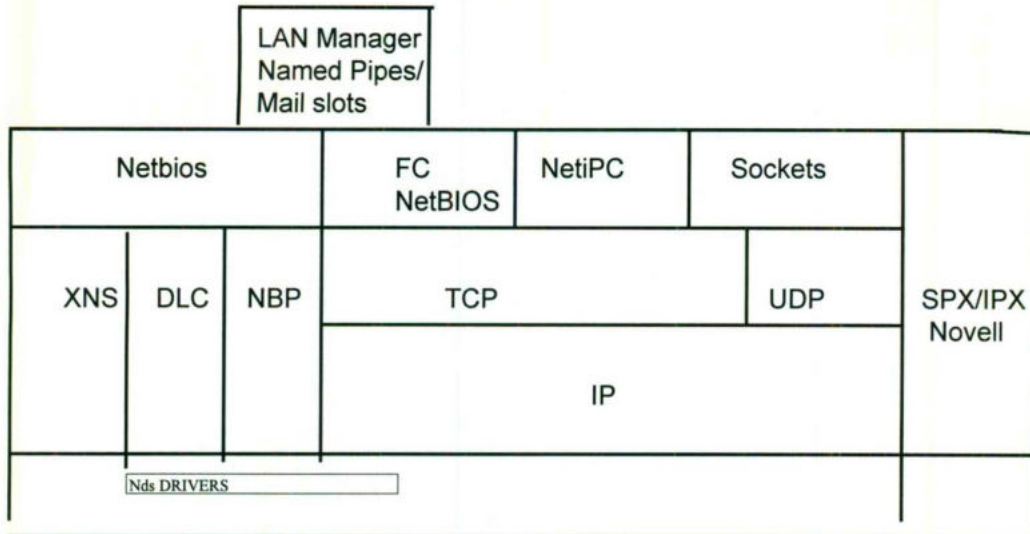 LAN Manager
Named Pipes/
Mail slots
Netbios
FC
NetBIOS
NetiPC
Sockets
XNS
DLC
NBP
TCP
UDP
SPX/IPX
Novell
IP
Nds DRIVERS